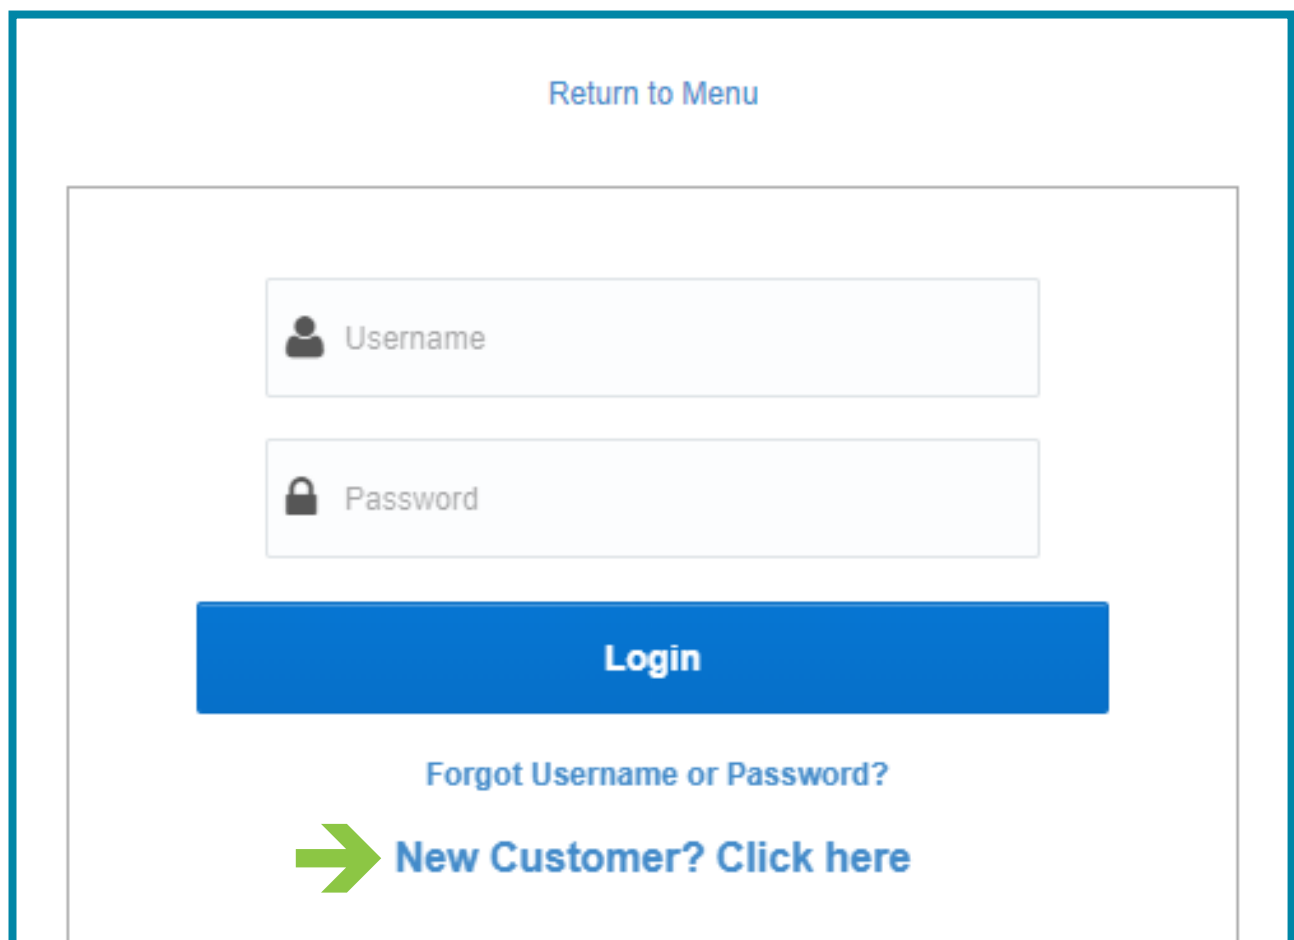 Return to Menu
Username
Password
Login
Forgot Username or Password?
New Customer? Click here